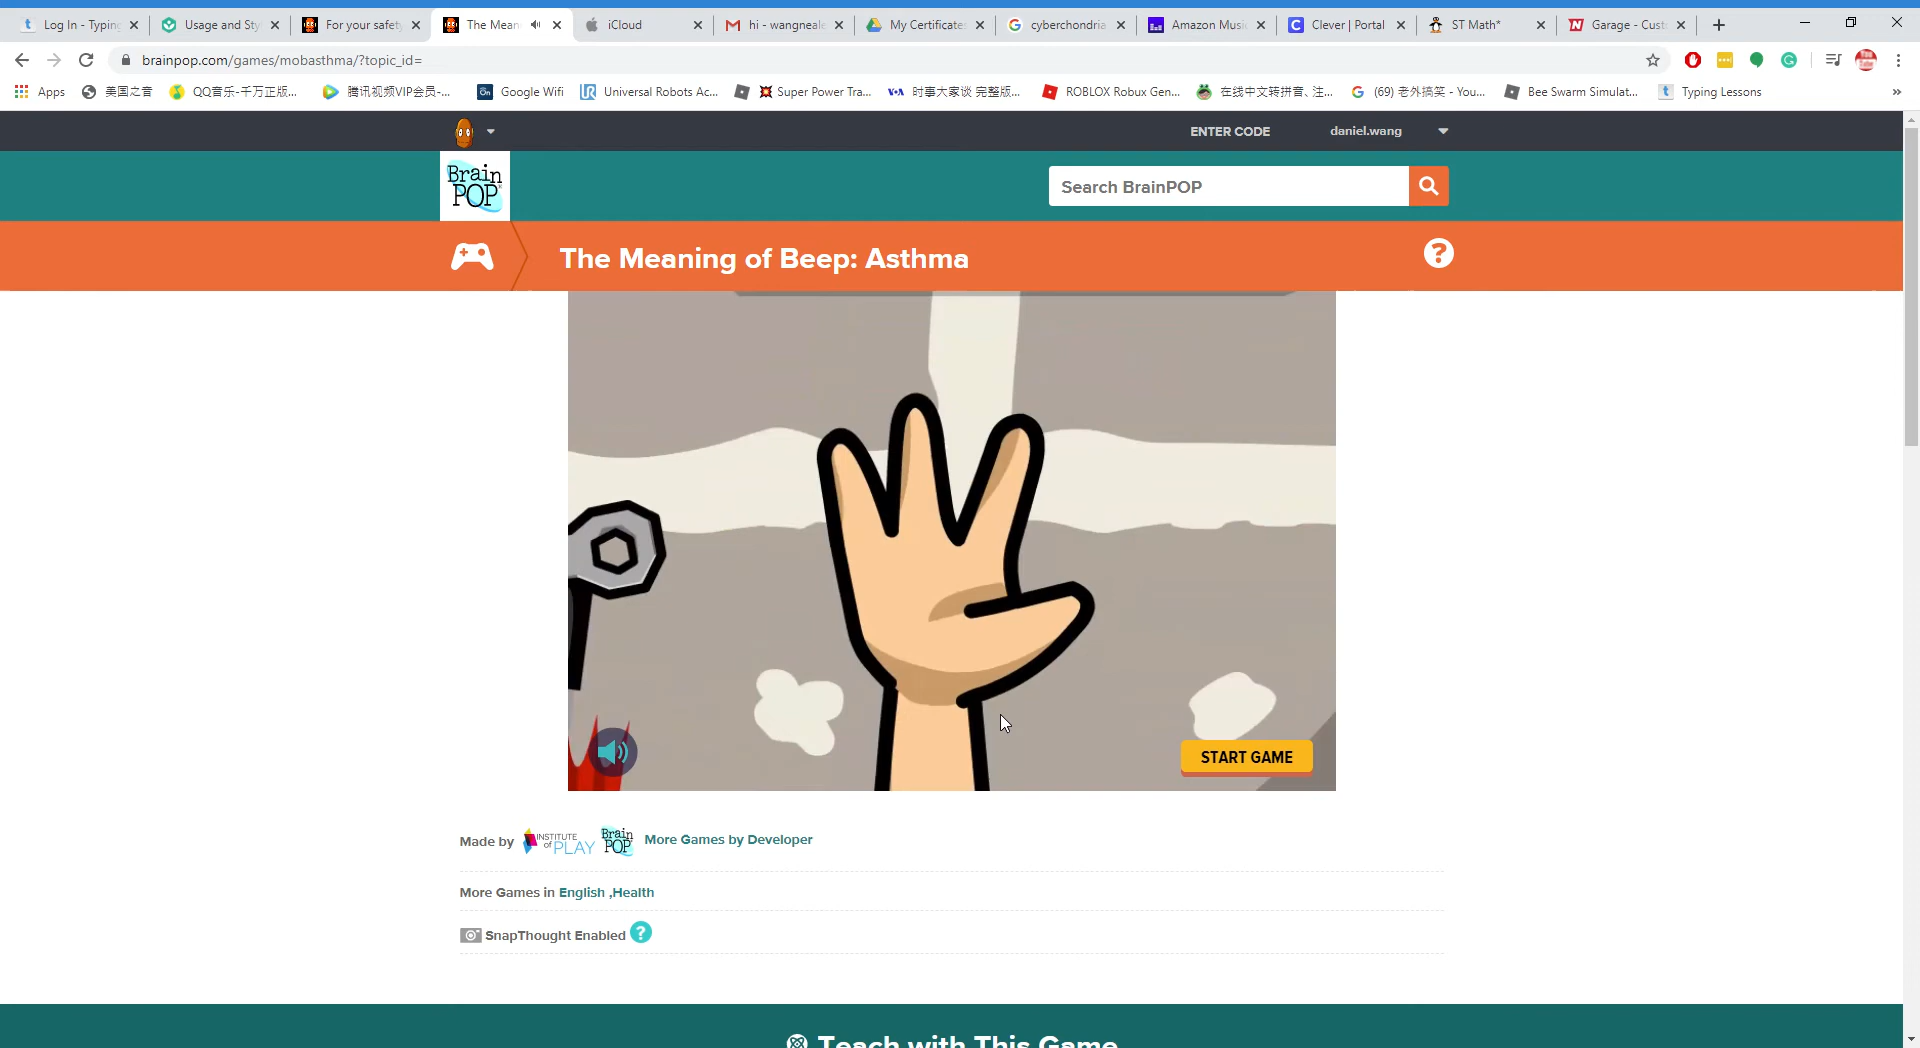 Log In - Typing
Usage and Sty
For your safety
The Mean
iCloud
hi - wangneale
My Certificates
cyberchondria
Amazon Musi
Clever | Portal
ST Math*
Garage - Cust
brainpop.com/games/mobasthma/?topic_id=
Apps
美国之音
QQ音乐-千万正版...
腾讯视频VIP会员-...
Google Wifi
Universal Robots Ac...
Super Power Tra...
VOA 时事大家谈 完整版...
ROBLOX Robux Gen...
在线中文转拼音、注...
(69) 老外搞笑 - You...
Bee Swarm Simulat...
Typing Lessons
»
ENTER CODE
daniel.wang
Brain
POP
Search BrainPOP
The Meaning of Beep: Asthma
?
START GAME
Made by
INSTITUTE
of PLAY
Brain
POP
More Games by Developer
More Games in English ,Health
SnapThought Enabled ?
Teach with This Game